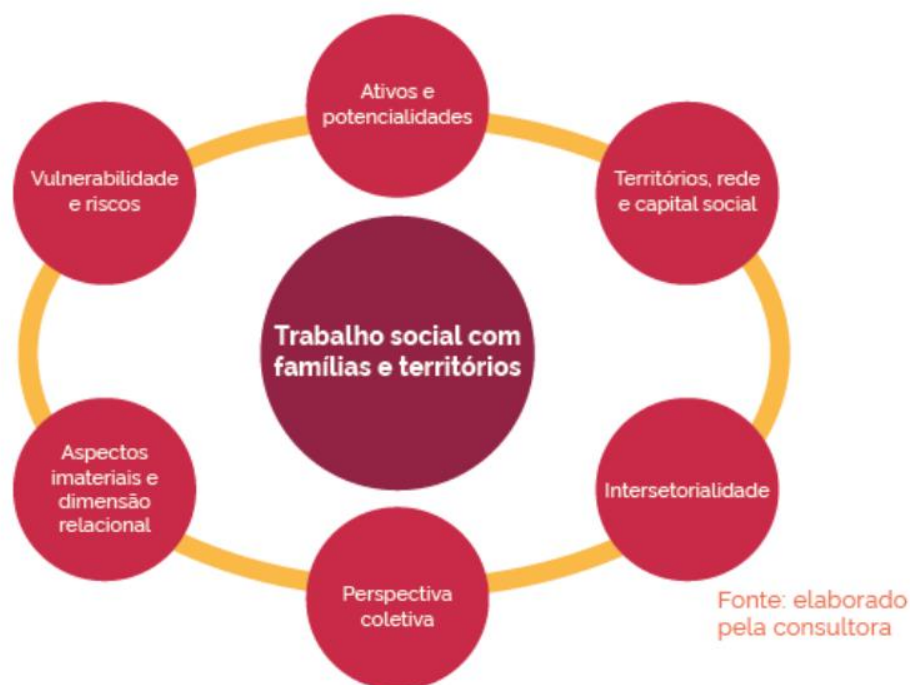 Ativos e
potencialidades
Vulnerabilidade
e riscos
Territórios, rede
e capital social
Trabalho social com
famílias e territórios
Aspectos
imateriais e
dimensão
relacional
Intersetorialidade
Perspectiva
coletiva
Fonte: elaborado
pela consultora